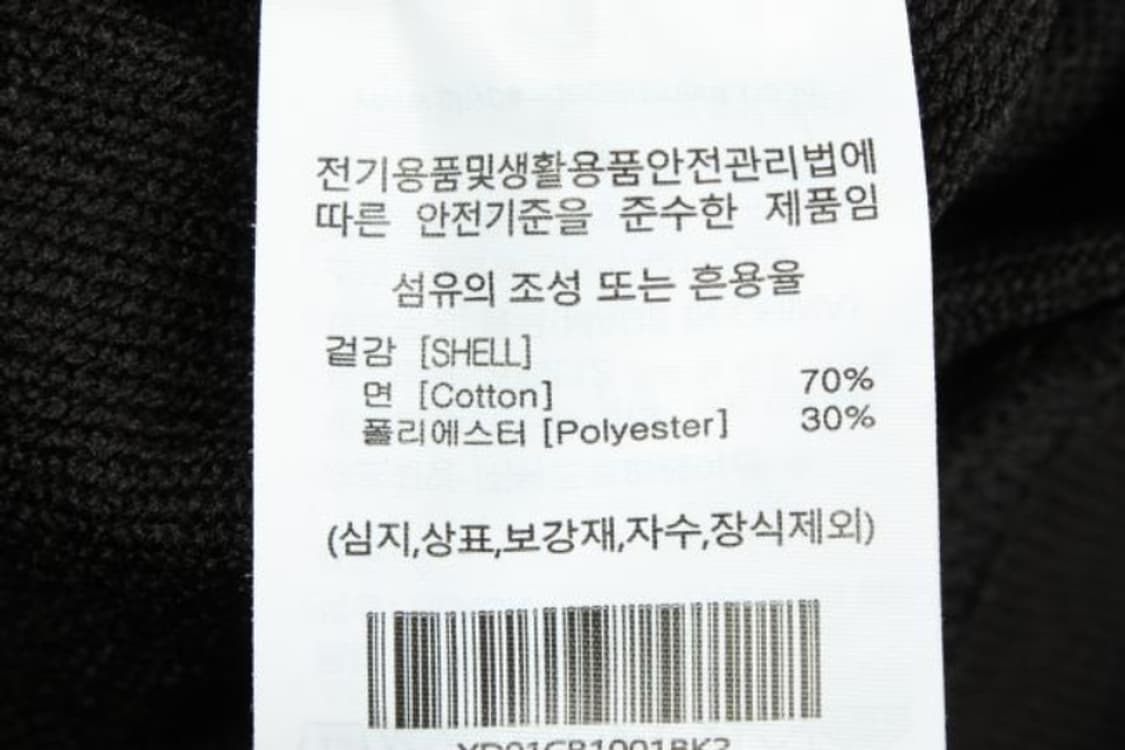 전기용품및생활용품안전관리법에
따른 안전기준을 준수한 제품임
섬유의 조성 또는 흔용율
겉감 [SHELL]
면 [Cotton] 70%
폴리에스터 [Polyester] 30%
(심지,상표,보강재,자수,장식제외)